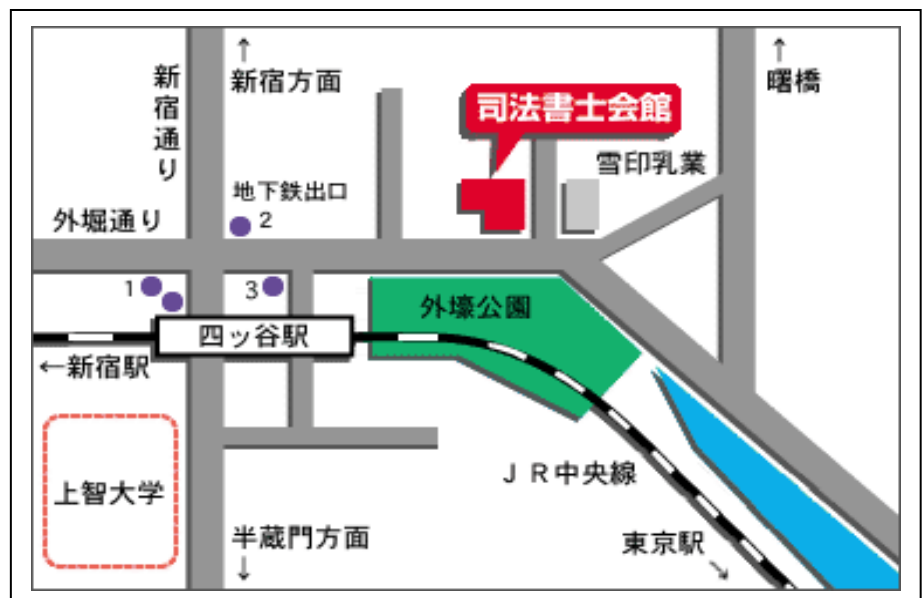 新宿通り
↑
新宿方面
↑
曙橋
司法書士会館
雪印乳業
地下鉄出口
2
外堀通り
1
3
外壕公園
四ッ谷駅
←新宿駅
上智大学
JR中央線
半蔵門方面
↓
東京駅
↘